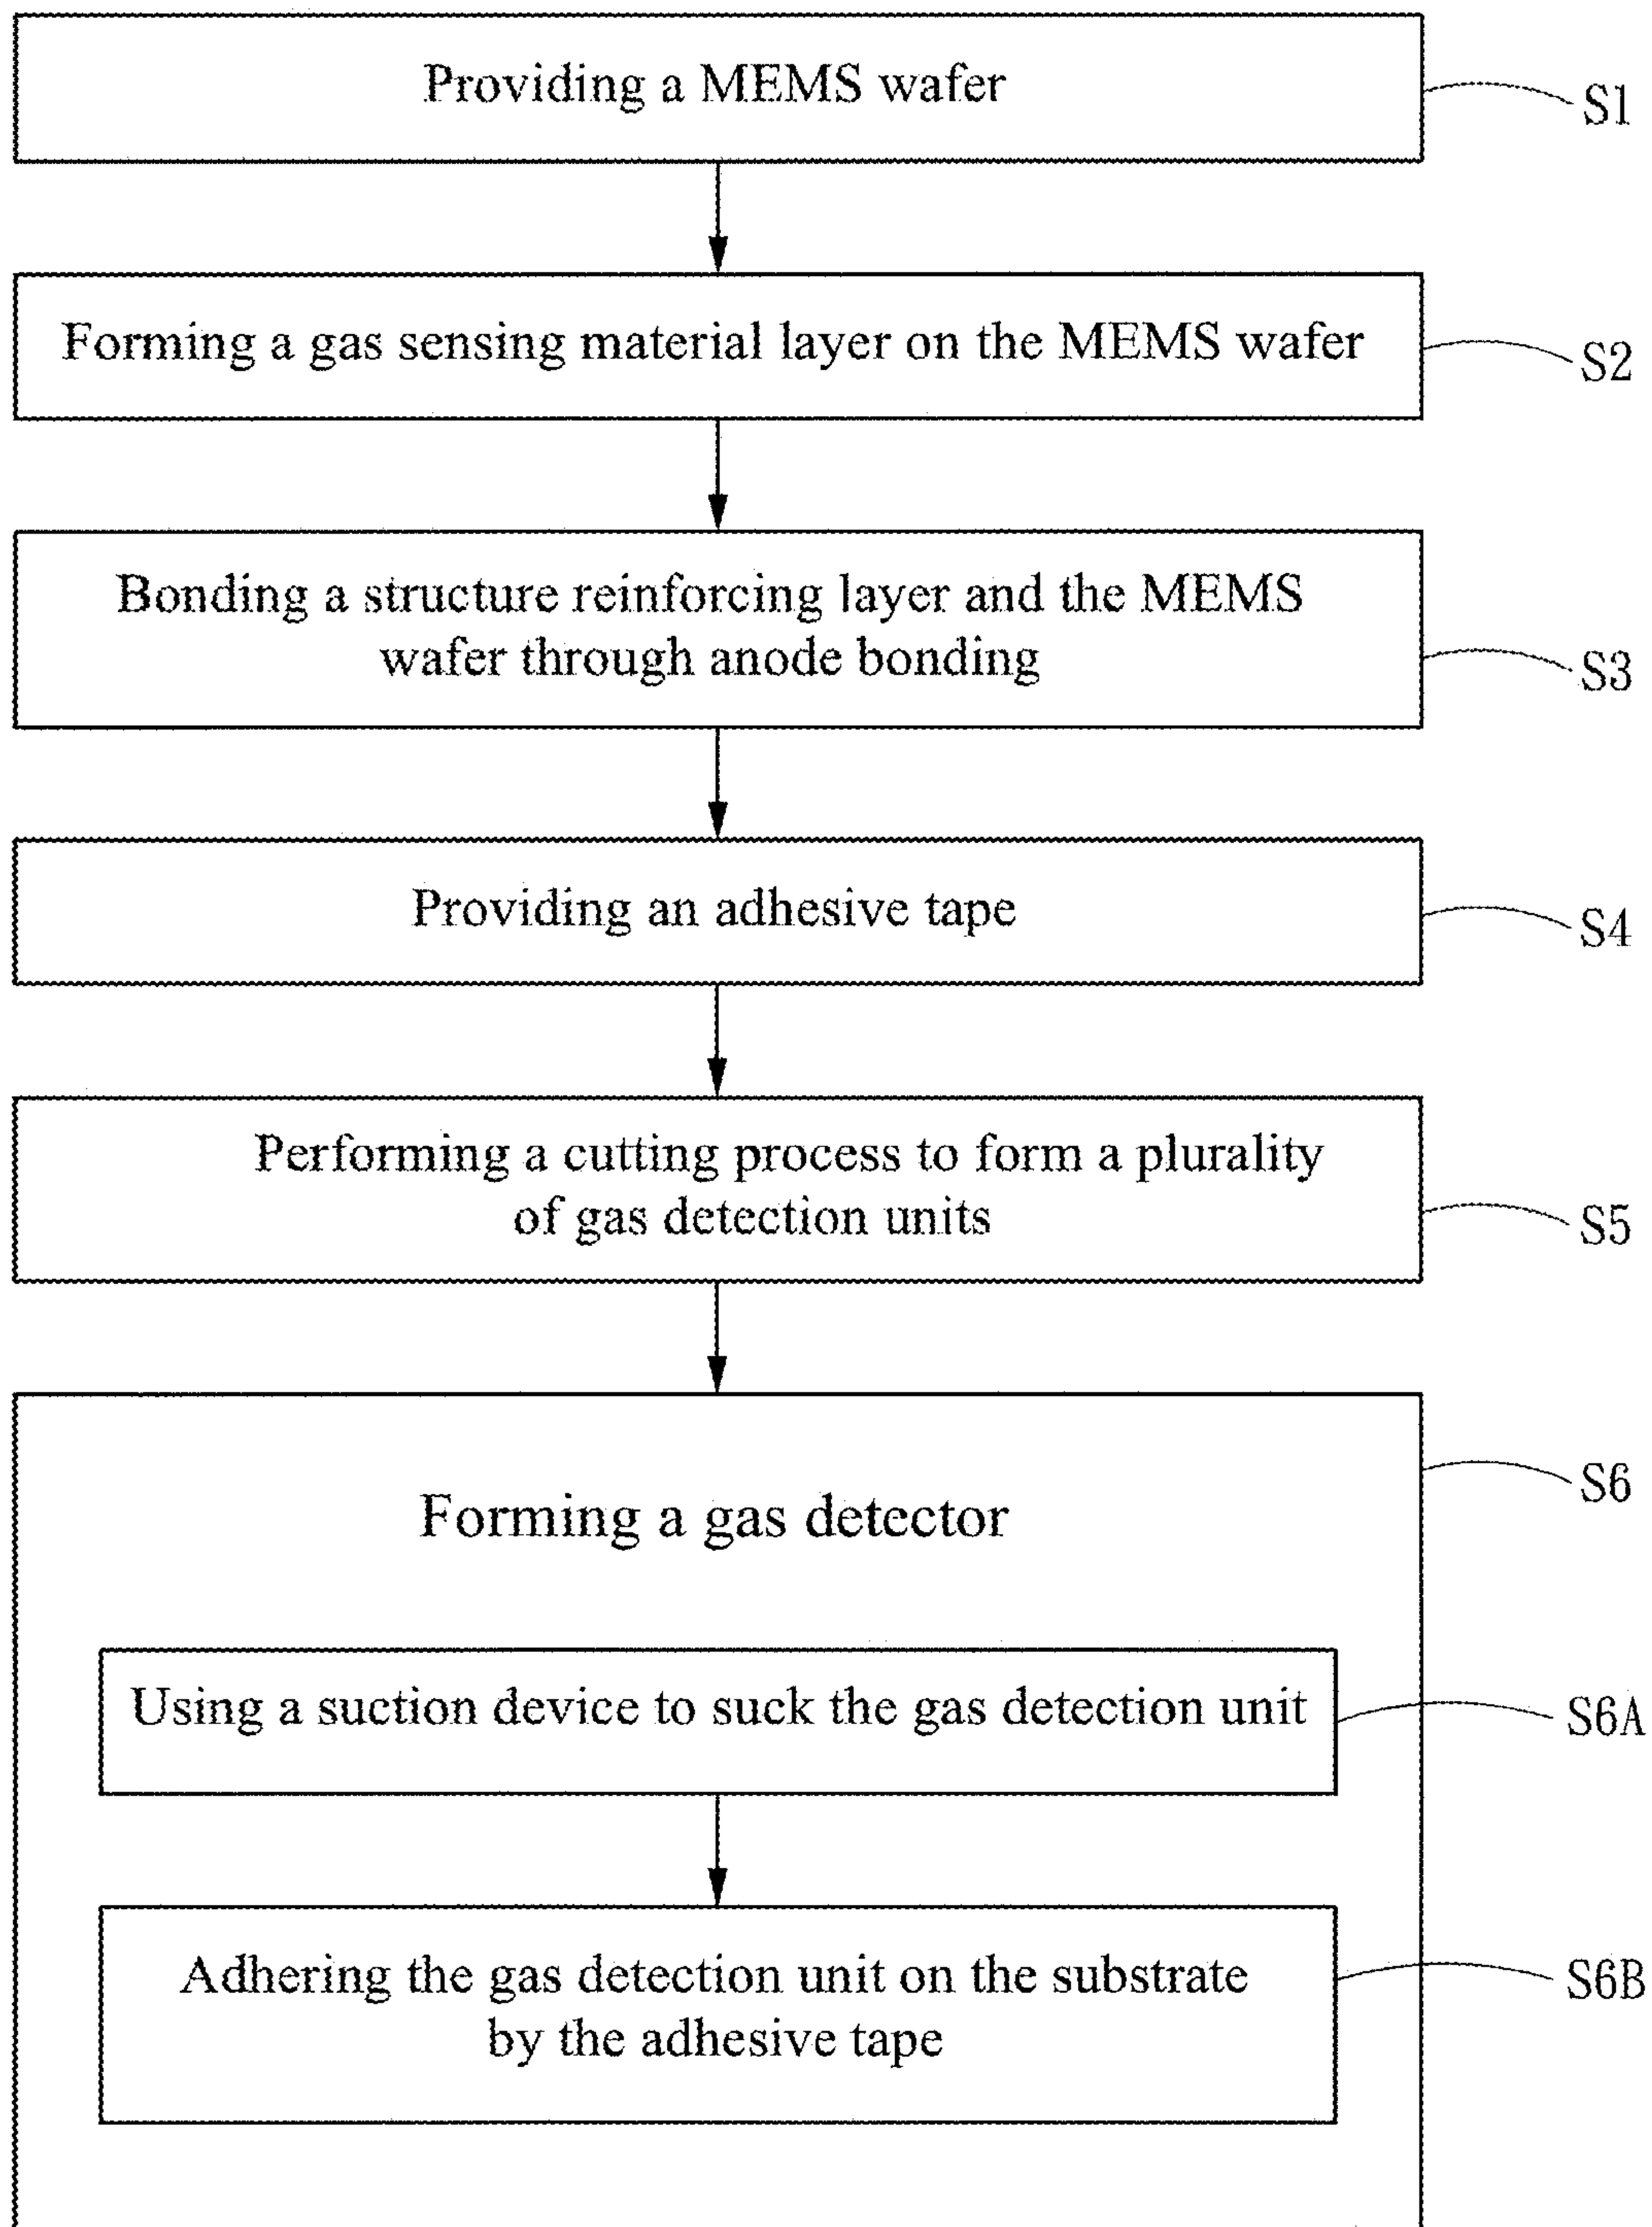 Providing a MEMS wafer
S1
Forming a gas sensing material layer on the MEMS wafer
S2
Bonding a structure reinforcing layer and the MEMS
wafer through anode bonding
S3
Providing an adhesive tape
S4
Performing a cutting process to form a plurality
of gas detection units
S5
Forming a gas detector
S6
Using a suction device to suck the gas detection unit
S6A
Adhering the gas detection unit on the substrate
by the adhesive tape
S6B